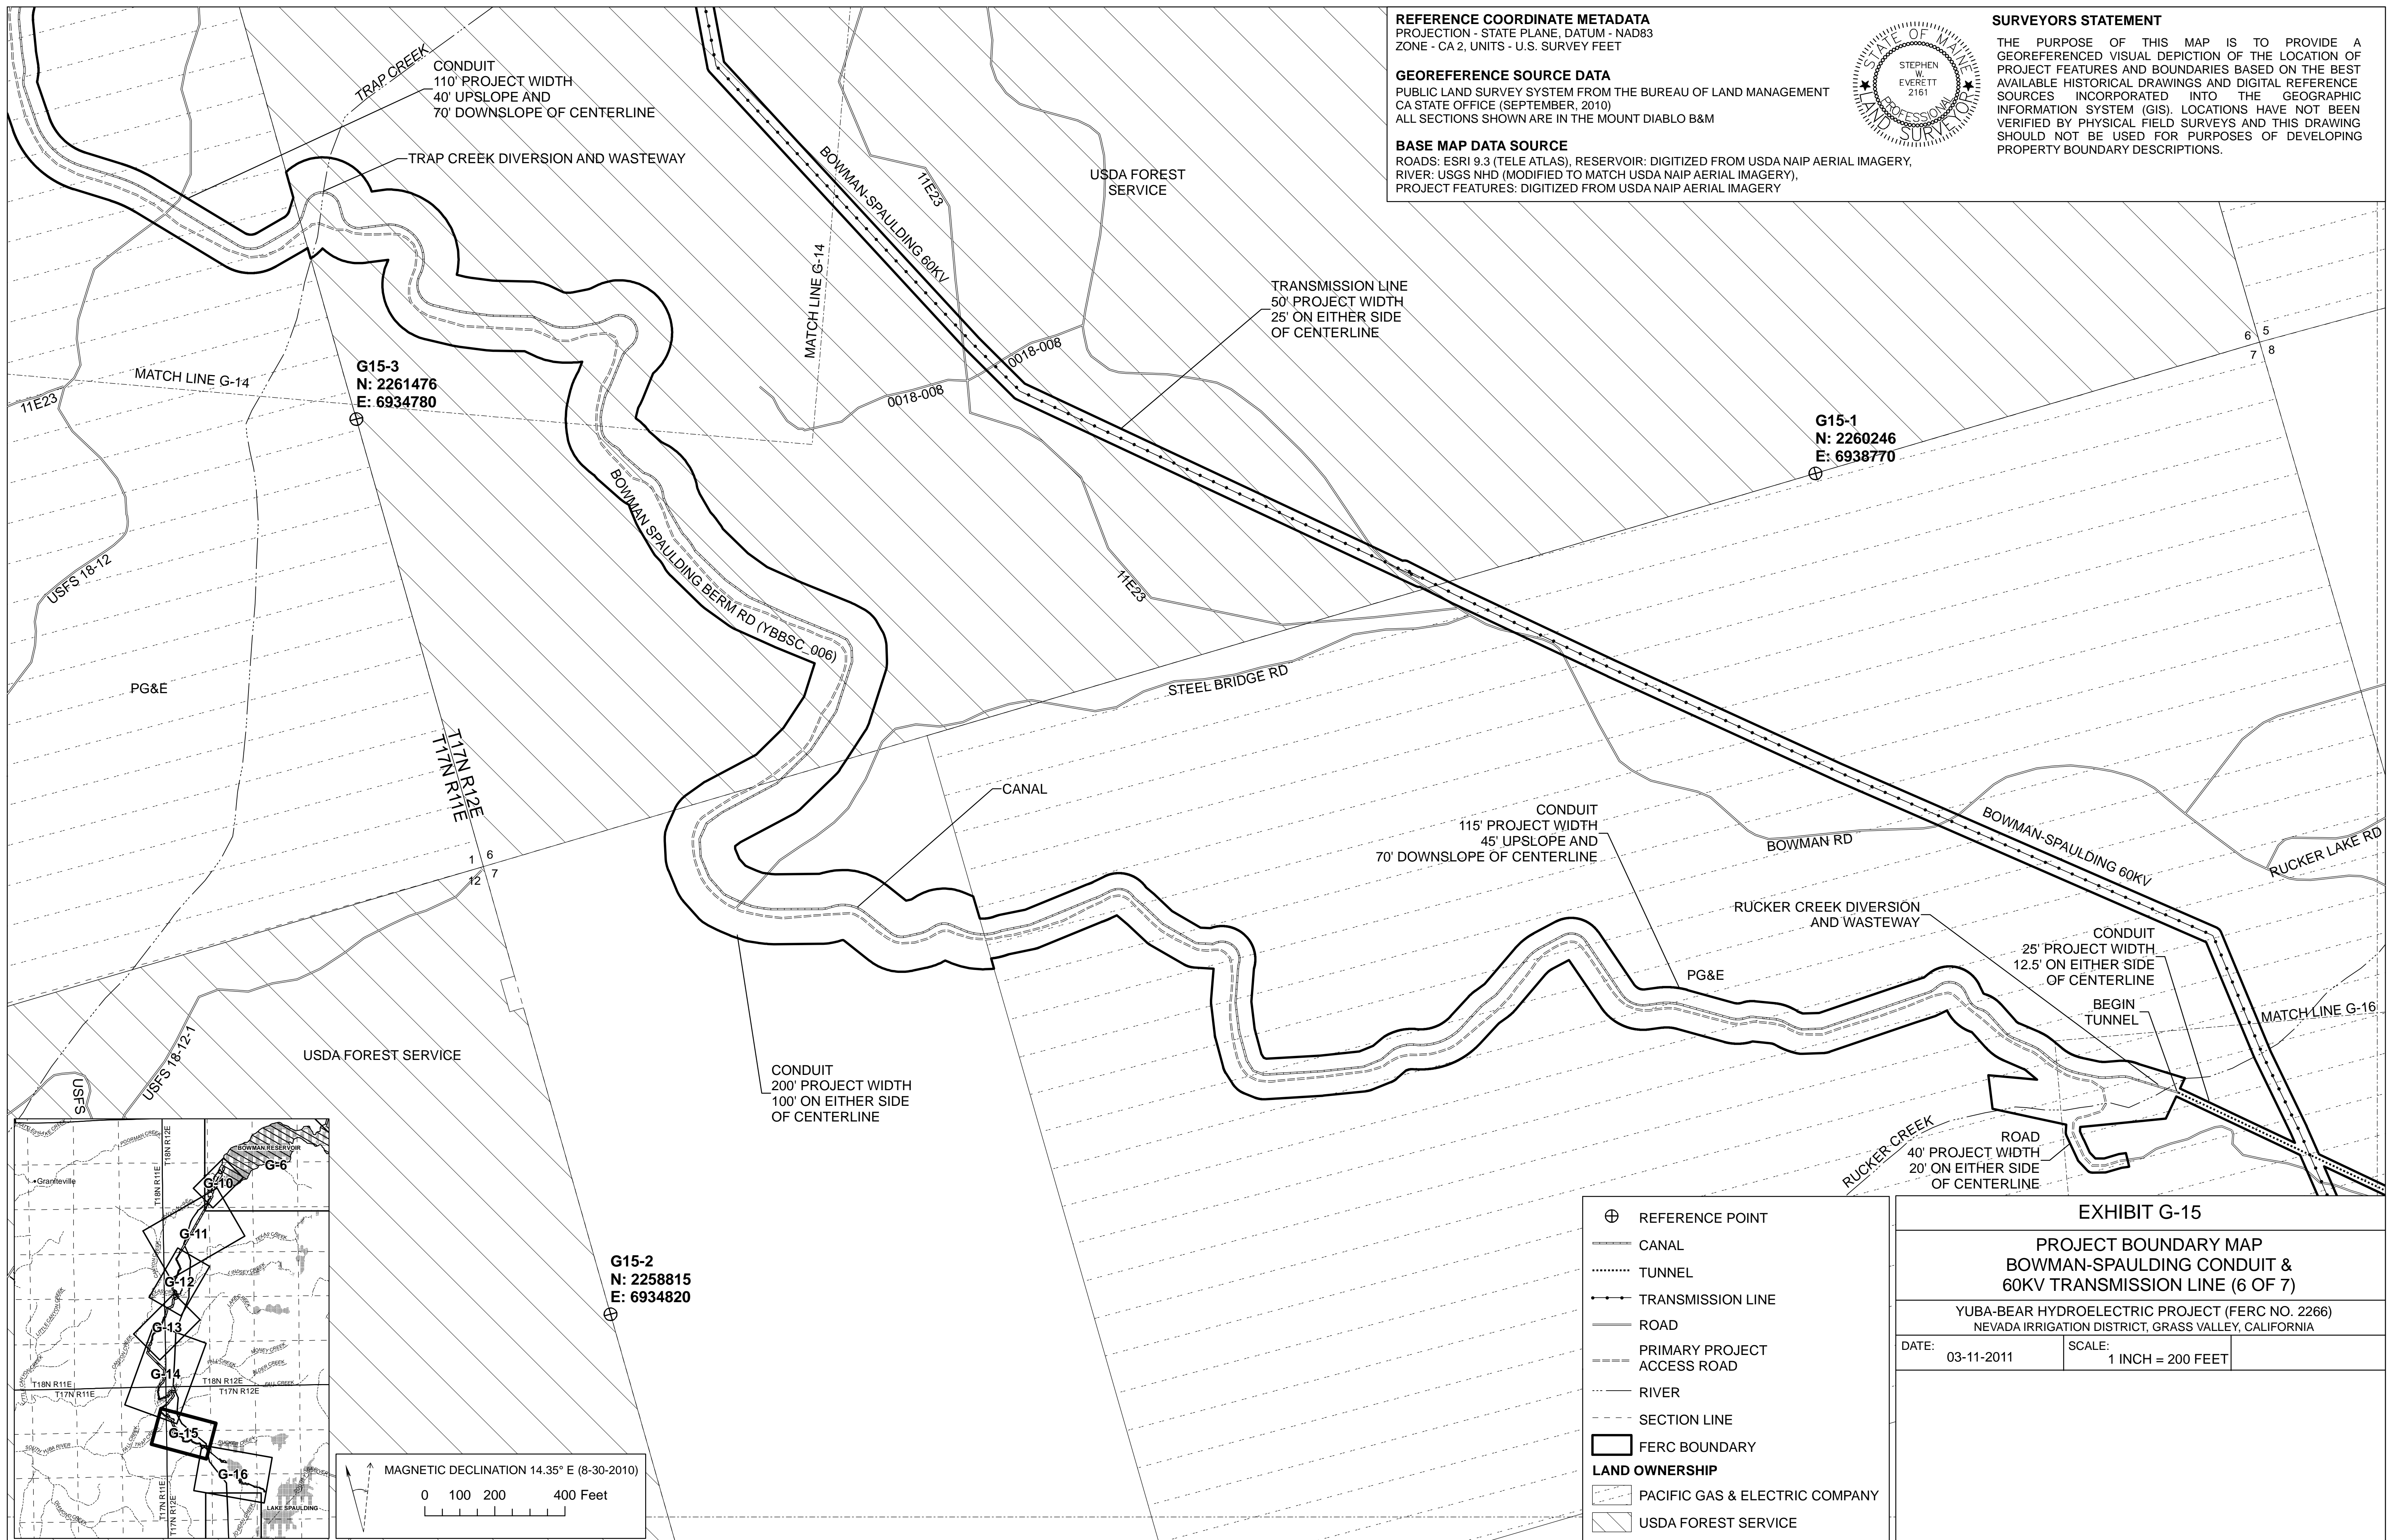 REFERENCE COORDINATE METADATA
PROJECTION - STATE PLANE, DATUM - NAD83
ZONE - CA 2, UNITS - U.S. SURVEY FEET
GEOREFERENCE SOURCE DATA
PUBLIC LAND SURVEY SYSTEM FROM THE BUREAU OF LAND MANAGEMENT
CA STATE OFFICE (SEPTEMBER, 2010)
ALL SECTIONS SHOWN ARE IN THE MOUNT DIABLO B&M
BASE MAP DATA SOURCE
ROADS: ESRI 9.3 (TELE ATLAS), RESERVOIR: DIGITIZED FROM USDA NAIP AERIAL IMAGERY,
RIVER: USGS NHD (MODIFIED TO MATCH USDA NAIP AERIAL IMAGERY),
PROJECT FEATURES: DIGITIZED FROM USDA NAIP AERIAL IMAGERY
STATE OF MAINE
STEPHEN
W.
EVERETT
2161
PROFESSIONAL
LAND SURVEYOR
SURVEYORS STATEMENT
THE PURPOSE OF THIS MAP IS TO PROVIDE A
GEOREFERENCED VISUAL DEPICTION OF THE LOCATION OF
PROJECT FEATURES AND BOUNDARIES BASED ON THE BEST
AVAILABLE HISTORICAL DRAWINGS AND DIGITAL REFERENCE
SOURCES INCORPORATED INTO THE GEOGRAPHIC
INFORMATION SYSTEM (GIS). LOCATIONS HAVE NOT BEEN
VERIFIED BY PHYSICAL FIELD SURVEYS AND THIS DRAWING
SHOULD NOT BE USED FOR PURPOSES OF DEVELOPING
PROPERTY BOUNDARY DESCRIPTIONS.
TRAP CREEK
CONDUIT
110' PROJECT WIDTH
40' UPSLOPE AND
70' DOWNSLOPE OF CENTERLINE
TRAP CREEK DIVERSION AND WASTEWAY
BOWMAN-SPAULDING 60KV
11E23
USDA FOREST
SERVICE
MATCH LINE G-14
TRANSMISSION LINE
50' PROJECT WIDTH
25' ON EITHER SIDE
OF CENTERLINE
0018-008
0018-008
6 5
7 8
G15-3
N: 2261476
E: 6934780
MATCH LINE G-14
11E23
G15-1
N: 2260246
E: 6938770
USFS 18-12
BOWMAN SPAULDING BERM RD (YBBSC_006)
11E23
STEEL BRIDGE RD
PG&E
T17N R12E
T17N R11E
CANAL
1 6
12 7
CONDUIT
115' PROJECT WIDTH
45' UPSLOPE AND
70' DOWNSLOPE OF CENTERLINE
BOWMAN RD
BOWMAN-SPAULDING 60KV
RUCKER LAKE RD
RUCKER CREEK DIVERSION
AND WASTEWAY
CONDUIT
25' PROJECT WIDTH
12.5' ON EITHER SIDE
OF CENTERLINE
PG&E
BEGIN
TUNNEL
MATCH LINE G-16
USDA FOREST SERVICE
USFS 18-12-1
USFS
CONDUIT
200' PROJECT WIDTH
100' ON EITHER SIDE
OF CENTERLINE
RUCKER CREEK
ROAD
40' PROJECT WIDTH
20' ON EITHER SIDE
OF CENTERLINE
G15-2
N: 2258815
E: 6934820
POORMAN CREEK
T18N R12E
T18N R11E
BOWMAN RESERVOIR
G-6
Graniteville
G-10
G-11
TEXAS CREEK
G-12
G-13
G-14
FALL CREEK
T18N R11E
T17N R11E
T18N R12E
T17N R12E
G-15
SOUTH YUBA RIVER
RUCKER CREEK
G-16
LAKE SPAULDING
T17N R11E
T17N R12E
MAGNETIC DECLINATION 14.35° E (8-30-2010)
0 100 200 400 Feet
REFERENCE POINT
CANAL
TUNNEL
TRANSMISSION LINE
ROAD
PRIMARY PROJECT
ACCESS ROAD
RIVER
SECTION LINE
FERC BOUNDARY
LAND OWNERSHIP
PACIFIC GAS & ELECTRIC COMPANY
USDA FOREST SERVICE
EXHIBIT G-15
PROJECT BOUNDARY MAP
BOWMAN-SPAULDING CONDUIT &
60KV TRANSMISSION LINE (6 OF 7)
YUBA-BEAR HYDROELECTRIC PROJECT (FERC NO. 2266)
NEVADA IRRIGATION DISTRICT, GRASS VALLEY, CALIFORNIA
DATE:
03-11-2011
SCALE:
1 INCH = 200 FEET